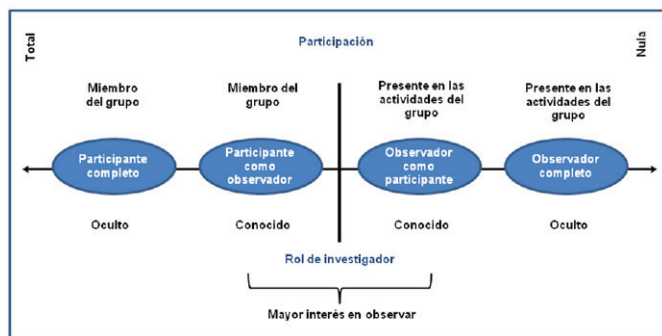 Total
Participación
Nula
Miembro
del grupo
Miembro del
grupo
Presente en las
actividades del
grupo
Presente en las
actividades del
grupo
Participante
completo
Participante
como
observador
Observador
como
participante
Observador
completo
Oculto
Conocido
Conocido
Oculto
Rol de investigador
Mayor interés en observar